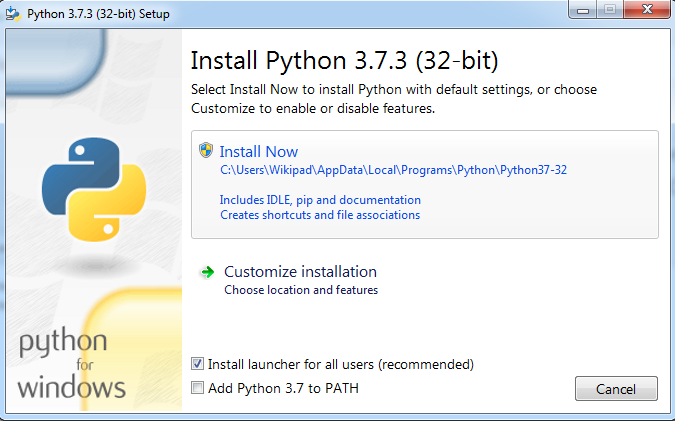 Python 3.7.3 (32-bit) Setup
Install Python 3.7.3 (32-bit)
Select Install Now to install Python with default settings, or choose
Customize to enable or disable features.
Install Now
C:\Users\Wikipad\AppData\Local\Programs\Python\Python37-32
Includes IDLE, pip and documentation
Creates shortcuts and file associations
Customize installation
Choose location and features
python
for
windows
Install launcher for all users (recommended)
Add Python 3.7 to PATH
Cancel